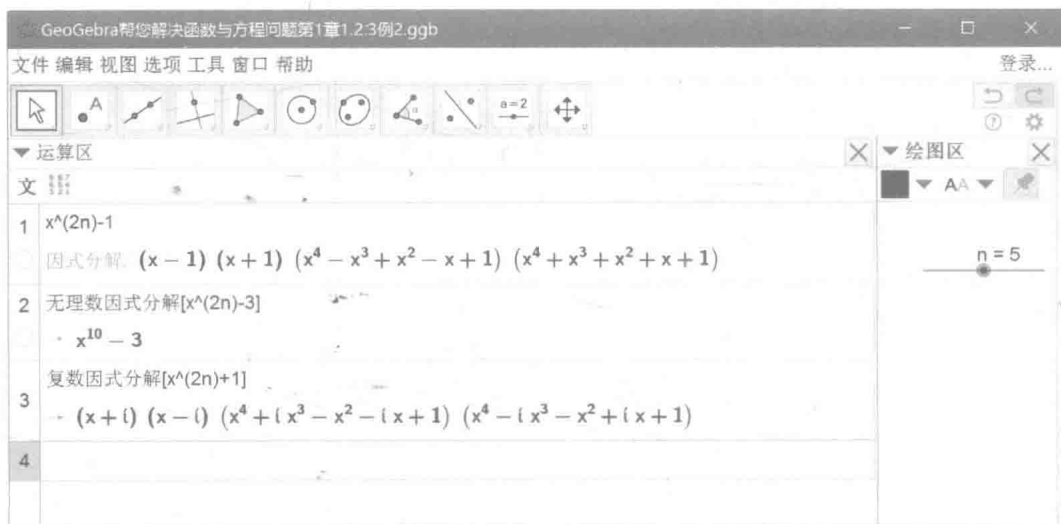 GeoGebra帮您解决函数与方程问题第1章1.2.3例2.ggb
文件 编辑 视图 选项 工具 窗口 帮助
登录...
A
a=2
运算区
绘图区
文
AA
1 x^(2n)-1
因式分解: (x − 1) (x + 1) (x⁴ − x³ + x² − x + 1) (x⁴ + x³ + x² + x + 1)
n = 5
2 无理数因式分解[x^(2n)-3]
x¹⁰ − 3
3 复数因式分解[x^(2n)+1]
(x + i) (x − i) (x⁴ + i x³ − x² − i x + 1) (x⁴ − i x³ − x² + i x + 1)
4